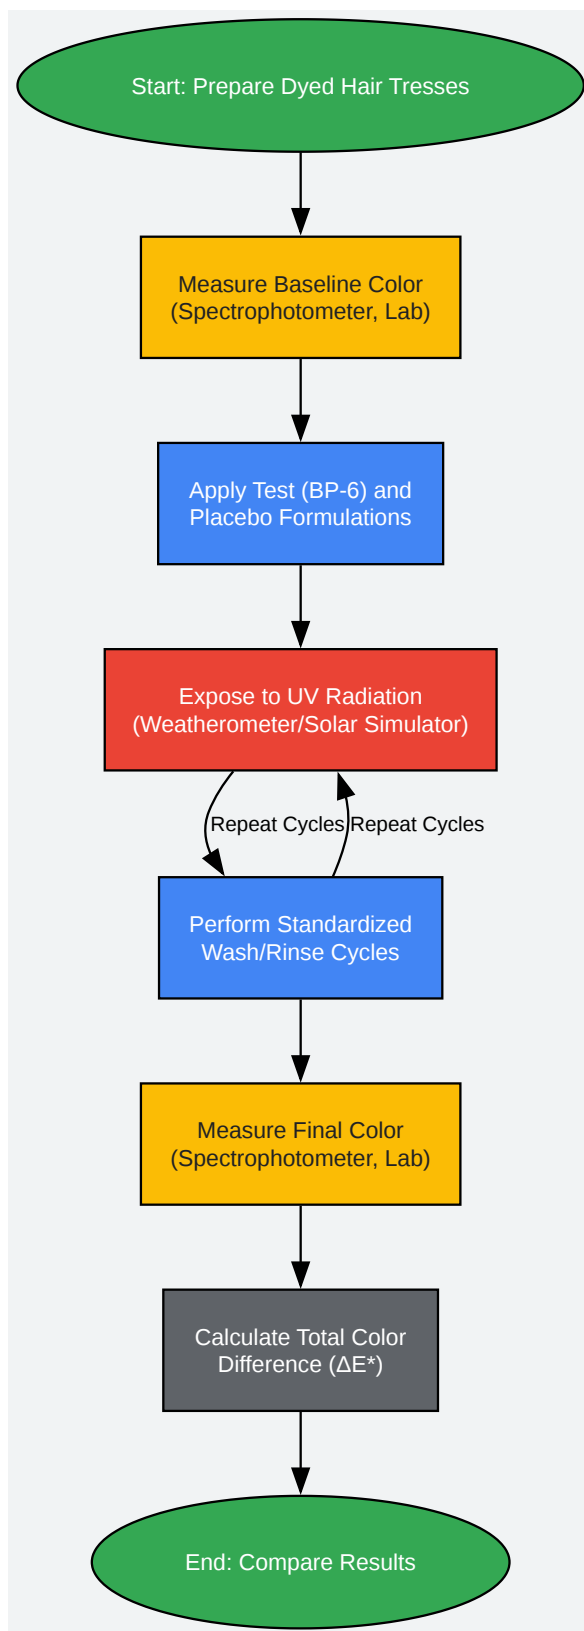 Start: Prepare Dyed Hair Tresses
Measure Baseline Color
(Spectrophotometer, Lab)
Apply Test (BP-6) and
Placebo Formulations
Expose to UV Radiation
(Weatherometer/Solar Simulator)
Repeat Cycles
Repeat Cycles
Perform Standardized
Wash/Rinse Cycles
Measure Final Color
(Spectrophotometer, Lab)
Calculate Total Color
Difference (ΔE*)
End: Compare Results